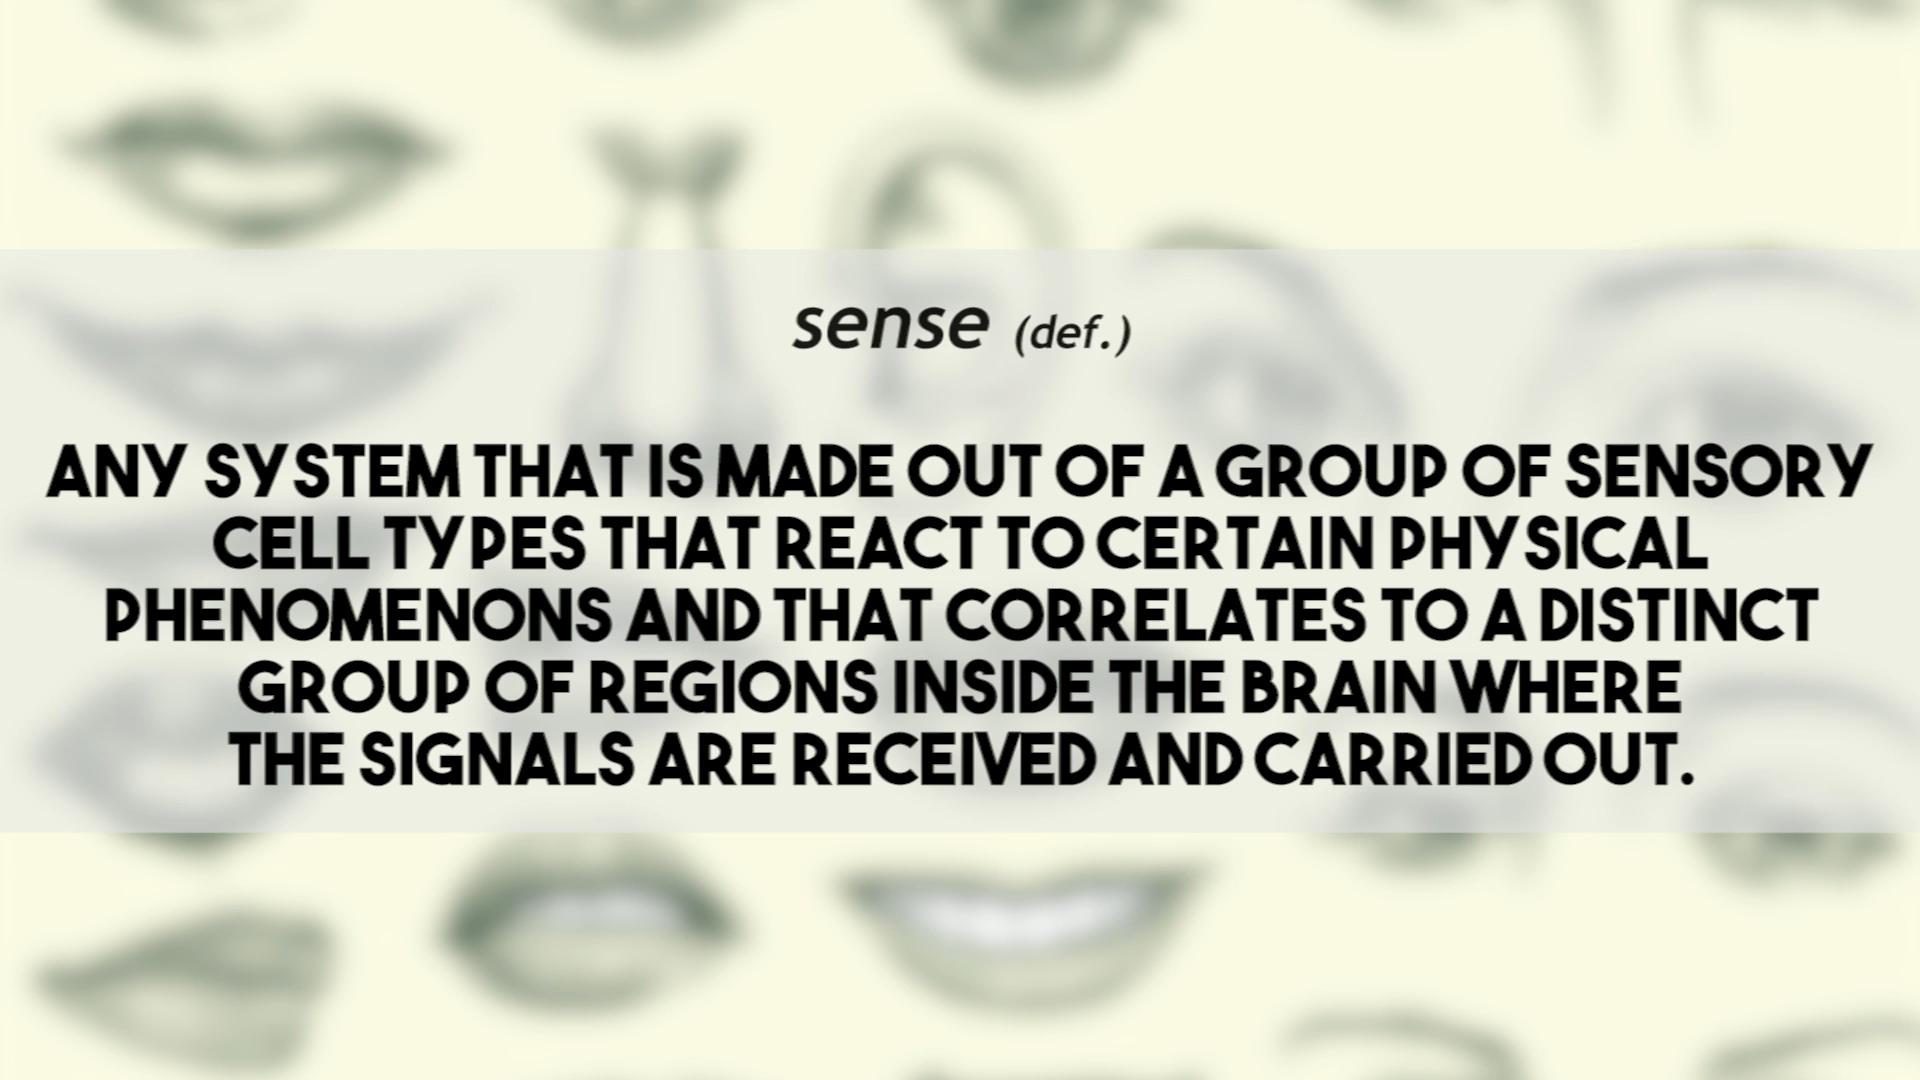 sense (def.)
ANY SYSTEM THAT IS MADE OUT OF A GROUP OF SENSORY
CELL TYPES THAT REACT TO CERTAIN PHYSICAL
PHENOMENONS AND THAT CORRELATES TO A DISTINCT
GROUP OF REGIONS INSIDE THE BRAIN WHERE
THE SIGNALS ARE RECEIVED AND CARRIED OUT.